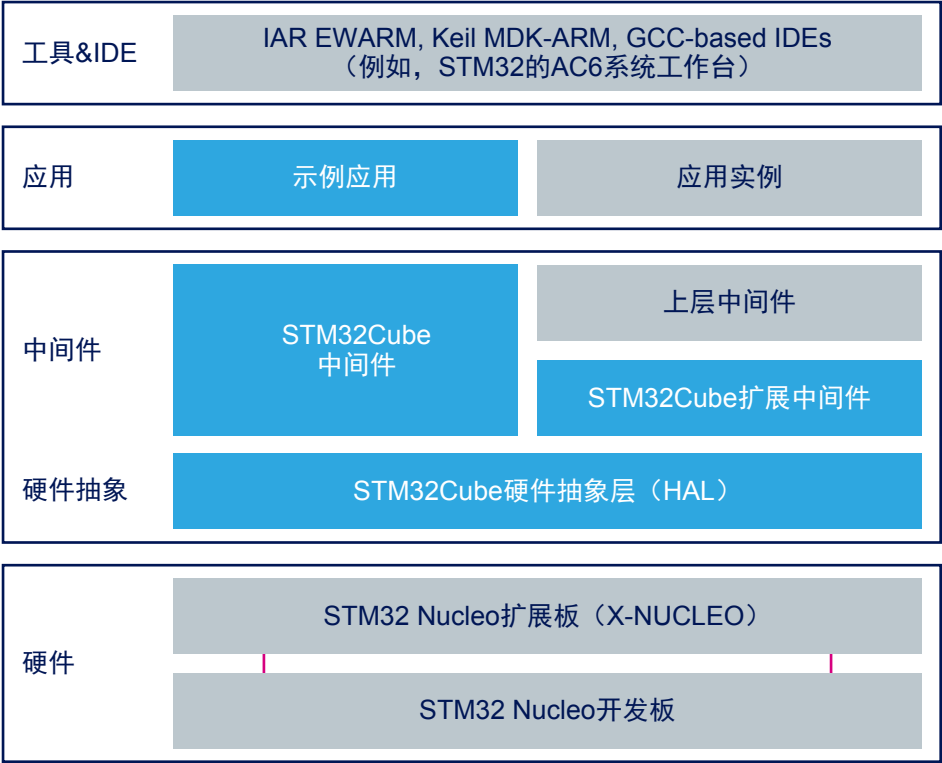 工具&IDE
IAR EWARM, Keil MDK-ARM, GCC-based IDEs
（例如，STM32的AC6系统工作台）
应用
示例应用
应用实例
中间件
STM32Cube
中间件
上层中间件
STM32Cube扩展中间件
硬件抽象
STM32Cube硬件抽象层（HAL）
硬件
STM32 Nucleo扩展板（X-NUCLEO）
STM32 Nucleo开发板